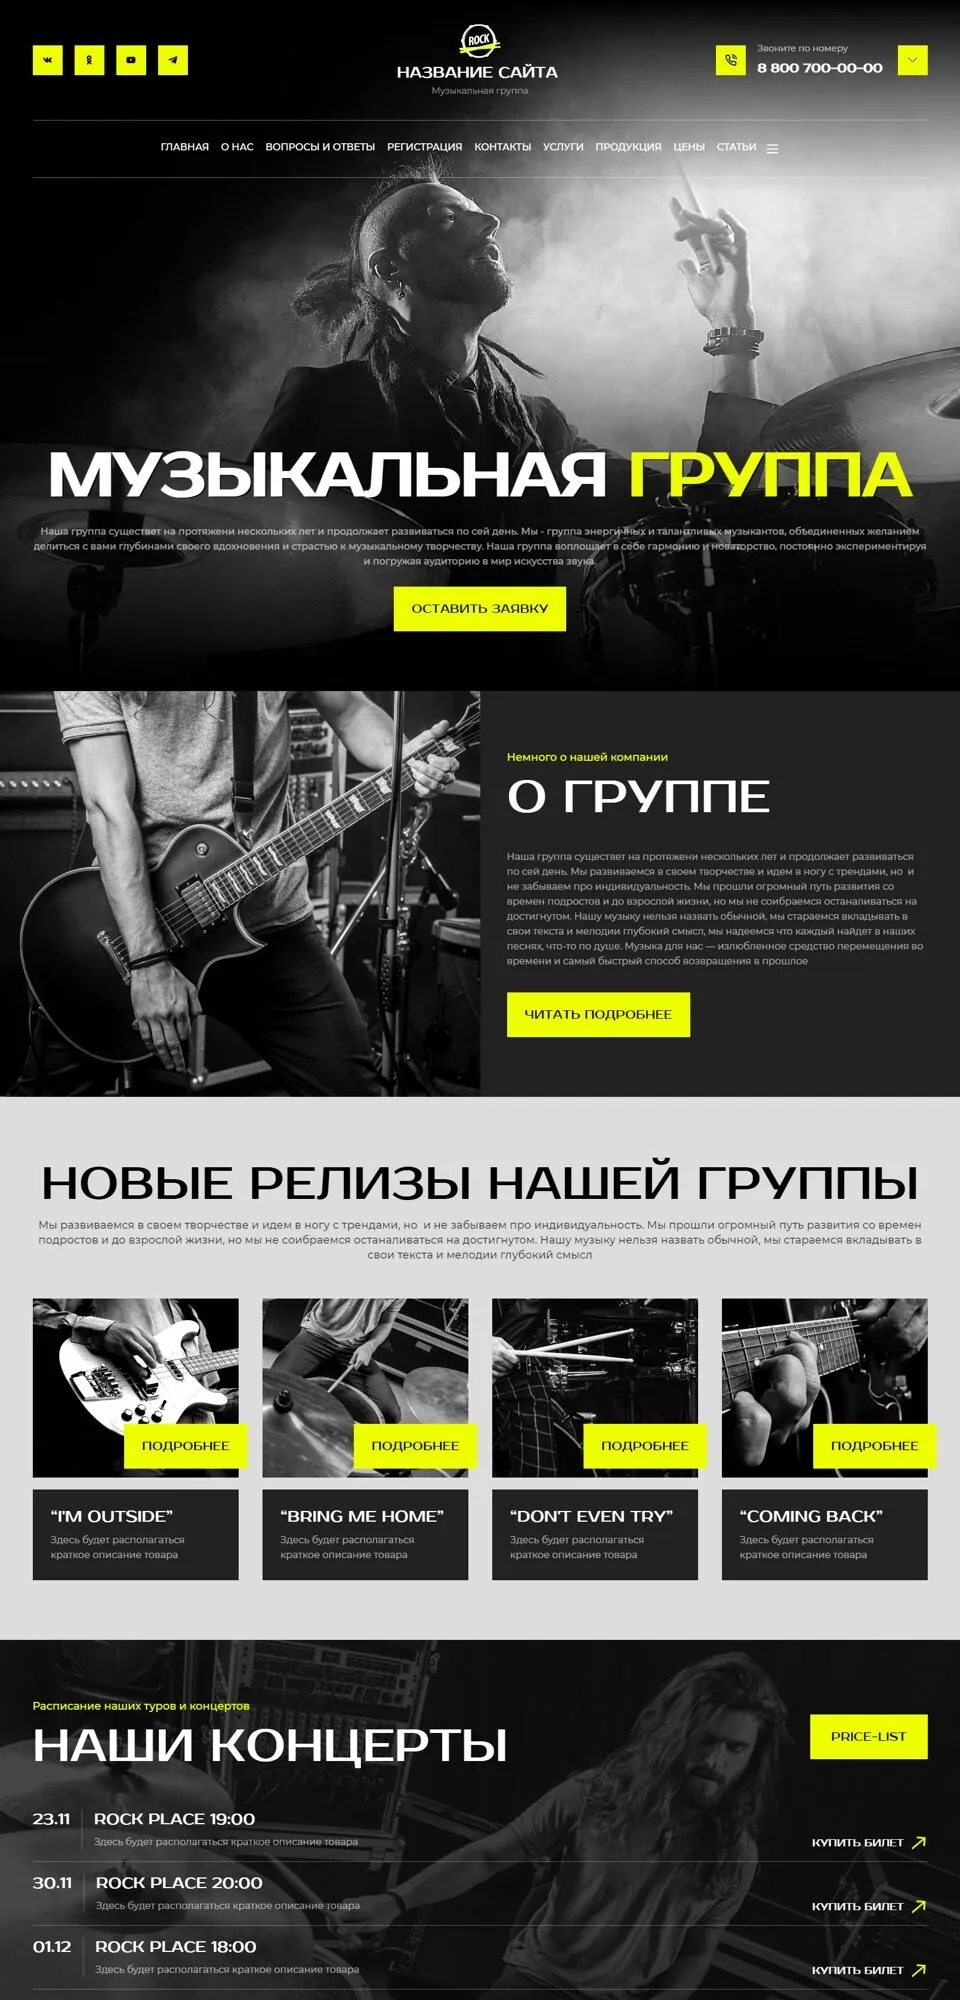 ROCK
НАЗВАНИЕ САЙТА
Музыкальная группа
Звоните по номеру
8 800 700-00-00
ГЛАВНАЯ О НАС ВОПРОСЫ И ОТВЕТЫ РЕГИСТРАЦИЯ КОНТАКТЫ УСЛУГИ ПРОДУКЦИЯ ЦЕНЫ СТАТЬИ
МУЗЫКАЛЬНАЯ ГРУППА
Наша группа существет на протяжени нескольких лет и продолжает развиваться по сей день. Мы - группа энергичных и талантливых музыкантов, объединенных желанием
делиться с вами глубинами своего вдохновения и страстью к музыкальному творчеству. Наша группа воплощает в себе гармонию и новаторство, постоянно экспериментируя
и погружая аудиторию в мир искусства звука.
ОСТАВИТЬ ЗАЯВКУ
Немного о нашей компании
О ГРУППЕ
Наша группа существет на протяжени нескольких лет и продолжает развиваться
по сей день. Мы развиваемся в своем творчестве и идем в ногу с трендами, но и
не забываем про индивидуальность. Мы прошли огромный путь развития со
времен подростов и до взрослой жизни, но мы не соибраемся останаливаться на
достигнутом. Нашу музыку нельзя назвать обычной, мы стараемся вкладывать в
свои текста и мелодии глубокий смысл, мы надеемся что каждый найдет в наших
песнях, что-то по душе. Музыка для нас — излюбленное средство перемещения во
времени и самый быстрый способ возвращения в прошлое
ЧИТАТЬ ПОДРОБНЕЕ
НОВЫЕ РЕЛИЗЫ НАШЕЙ ГРУППЫ
Мы развиваемся в своем творчестве и идем в ногу с трендами, но и не забываем про индивидуальность. Мы прошли огромный путь развития со времен
подростов и до взрослой жизни, но мы не соибраемся останаливаться на достигнутом. Нашу музыку нельзя назвать обычной, мы стараемся вкладывать в
свои текста и мелодии глубокий смысл
ПОДРОБНЕЕ
ПОДРОБНЕЕ
ПОДРОБНЕЕ
ПОДРОБНЕЕ
“I'M OUTSIDE”
Здесь будет располагаться
краткое описание товара
“BRING ME HOME”
Здесь будет располагаться
краткое описание товара
“DON'T EVEN TRY”
Здесь будет располагаться
краткое описание товара
“COMING BACK”
Здесь будет располагаться
краткое описание товара
Расписание наших туров и концертов
НАШИ КОНЦЕРТЫ
PRICE-LIST
23.11 ROCK PLACE 19:00
Здесь будет располагаться краткое описание товара
КУПИТЬ БИЛЕТ
30.11 ROCK PLACE 20:00
Здесь будет располагаться краткое описание товара
КУПИТЬ БИЛЕТ
01.12 ROCK PLACE 18:00
Здесь будет располагаться краткое описание товара
КУПИТЬ БИЛЕТ